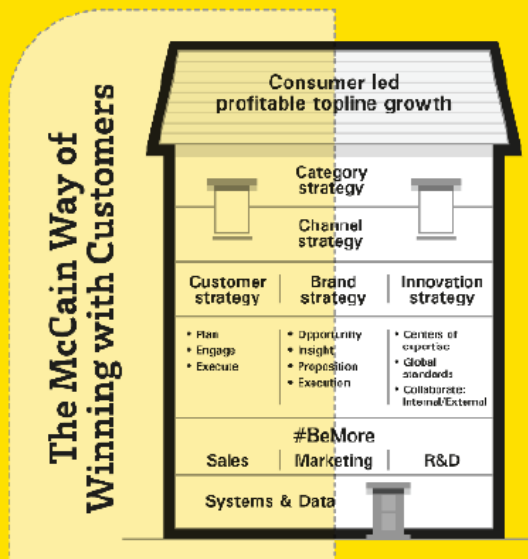 The McCain Way of
Winning with Customers
Consumer led
profitable topline growth
Category
strategy
Channel
strategy
Customer
strategy
Brand
strategy
Innovation
strategy
• Plan
• Engage
• Execute
• Opportunity
• Insight
• Proposition
• Execution
• Centers of
expertise
• Global
standards
• Collaborate:
Internal/External
#BeMore
Sales
Marketing
R&D
Systems & Data